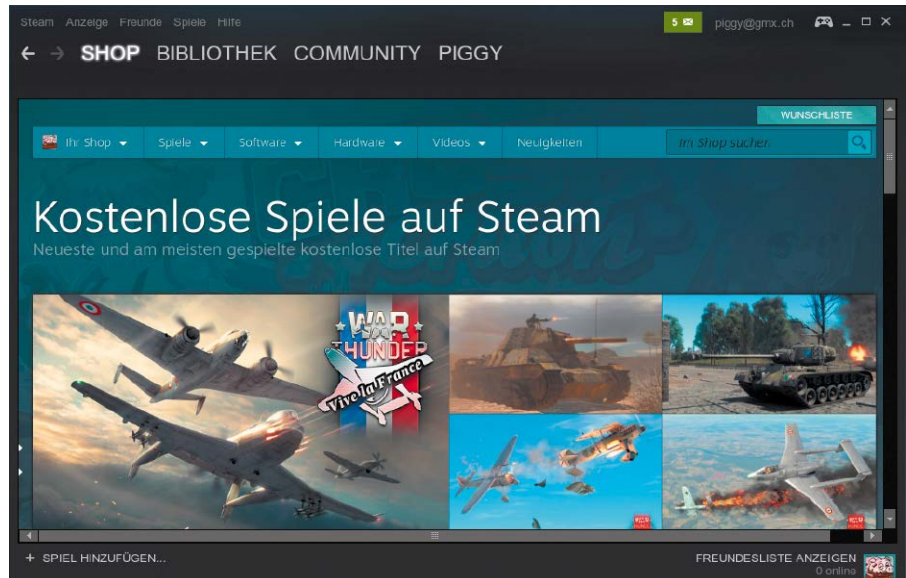 Steam Anzeige Freunde Spiele Hilfe
5 piggy@gmx.ch
SHOP BIBLIOTHEK COMMUNITY PIGGY
WUNSCHLISTE
Ihr Shop Spiele Software Hardware Videos Neuigkeiten Im Shop suchen
Kostenlose Spiele auf Steam
Neueste und am meisten gespielte kostenlose Titel auf Steam
WAR
THUNDER
Vive la France
+ SPIEL HINZUFÜGEN...
FREUNDESLISTE ANZEIGEN
0 online